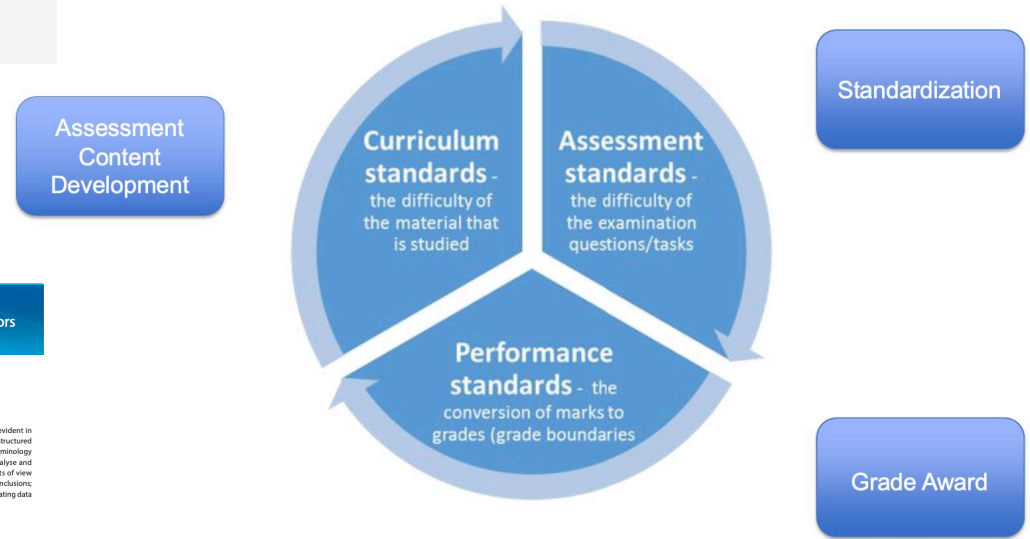 Assessment
Content
Development
Curriculum
standards -
the difficulty of
the material that
is studied
Assessment
standards -
the difficulty of
the examination
questions/tasks
Performance
standards - the
conversion of marks to
grades (grade boundaries
Standardization
Grade Award
ors
evident in
structured
minology
alyse and
ts of view
nclusions;
ating data